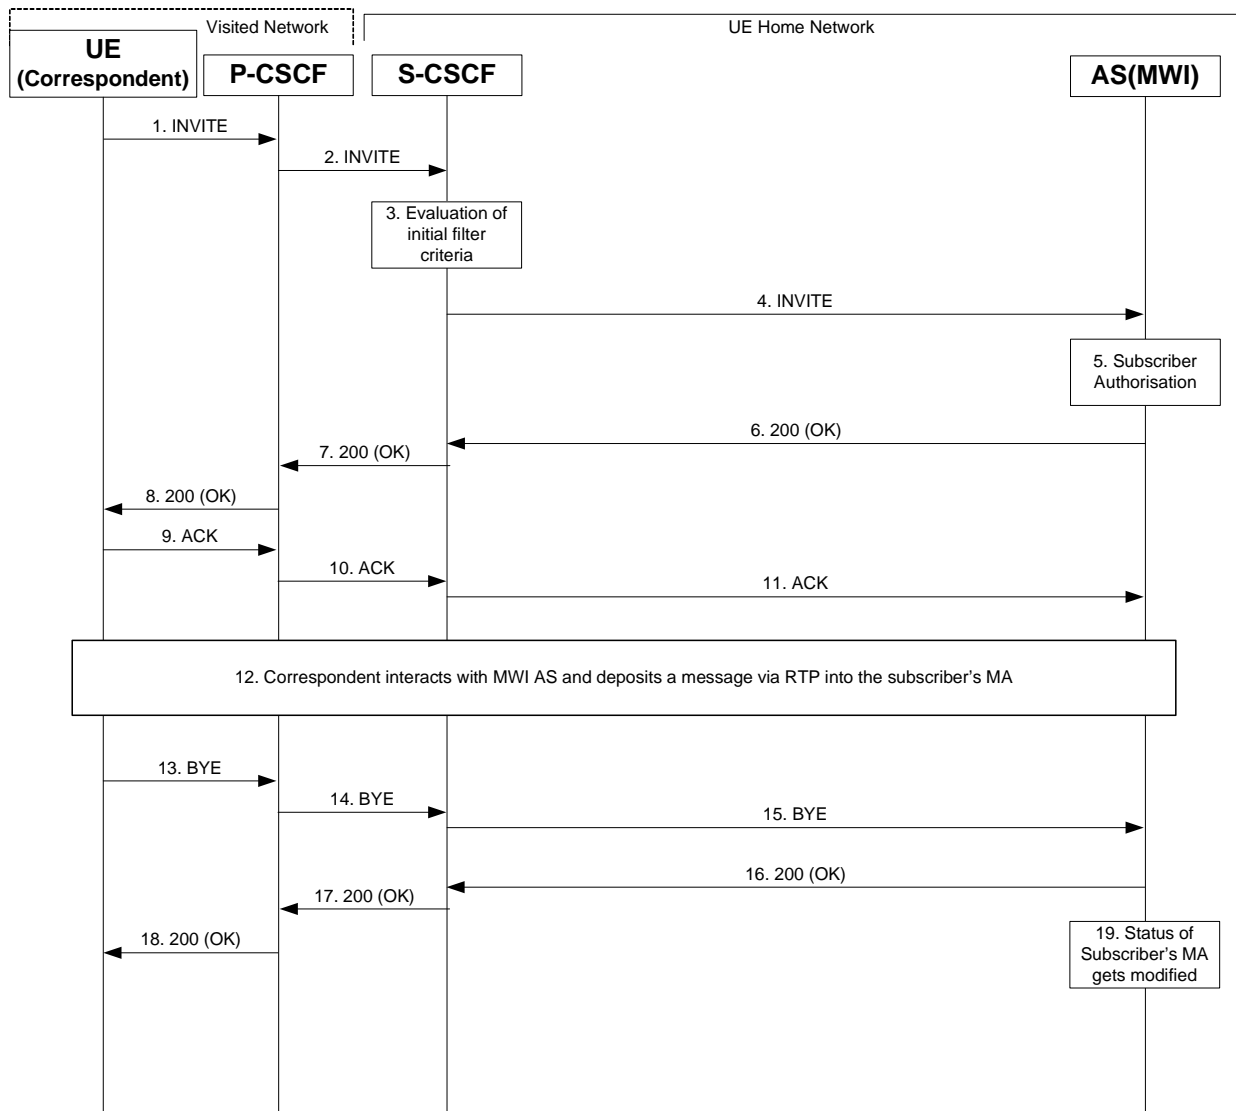 Visited Network
UE Home Network
UE
(Correspondent)
P-CSCF
S-CSCF
AS(MWI)
1. INVITE
2. INVITE
3. Evaluation of
initial filter
criteria
4. INVITE
5. Subscriber
Authorisation
6. 200 (OK)
7. 200 (OK)
8. 200 (OK)
9. ACK
10. ACK
11. ACK
12. Correspondent interacts with MWI AS and deposits a message via RTP into the subscriber’s MA
13. BYE
14. BYE
15. BYE
16. 200 (OK)
17. 200 (OK)
18. 200 (OK)
19. Status of
Subscriber’s MA
gets modified